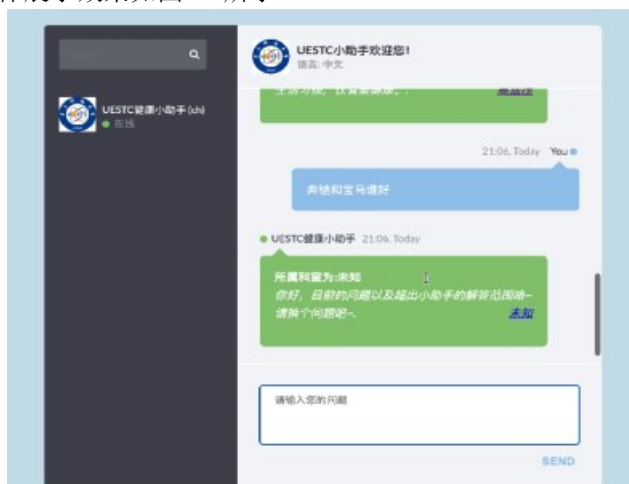 UESTC小助手欢迎您!
语言: 中文
UESTC健康小助手(ch)
在线
21:06, Today You
奔驰和宝马谁好
UESTC健康小助手 21:06, Today
所属科室为:未知
你好，目前的问题以及超出小助手的解答范围咯~
请换个问题吧~. 未知
请输入您的问题
SEND